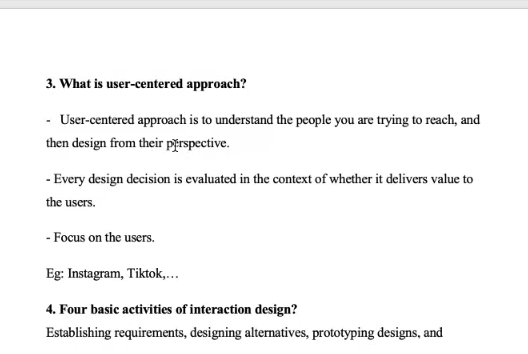 3. What is user-centered approach?
- User-centered approach is to understand the people you are trying to reach, and
then design from their perspective.
- Every design decision is evaluated in the context of whether it delivers value to
the users.
- Focus on the users.
Eg: Instagram, Tiktok,…
4. Four basic activities of interaction design?
Establishing requirements, designing alternatives, prototyping designs, and